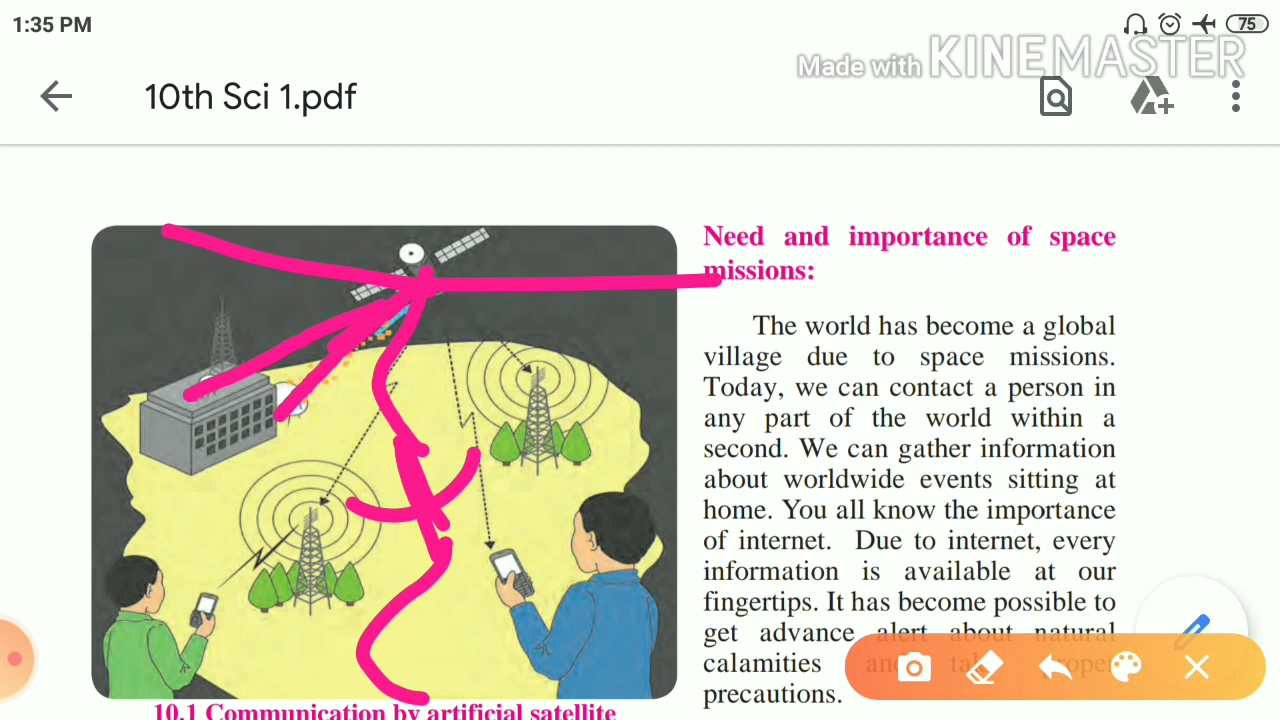 1:35 PM
75
Made with KINEMASTER
10th Sci 1.pdf
Need and importance of space
missions:
The world has become a global
village due to space missions.
Today, we can contact a person in
any part of the world within a
second. We can gather information
about worldwide events sitting at
home. You all know the importance
of internet. Due to internet, every
information is available at our
fingertips. It has become possible to
get advance alert about natural
calamities and
precautions.
10.1 Communication by artificial satellite